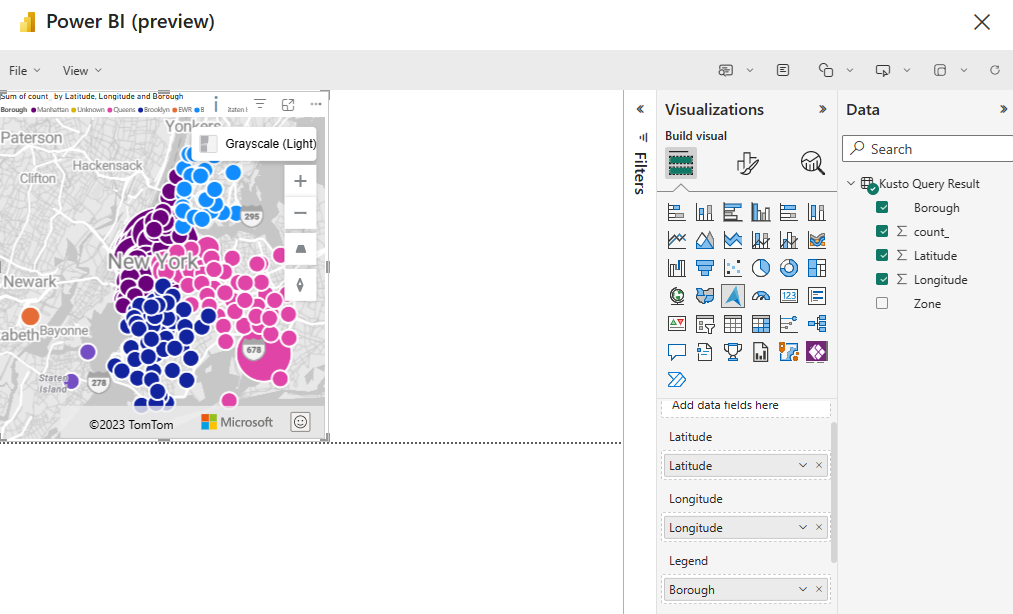 Power BI (preview)
File
View
Sum of count_ by Latitude, Longitude and Borough
Borough Manhattan Unknown Queens Brooklyn EWR B
Staten I
Grayscale (Light)
Yonkers
Paterson
Hackensack
Clifton
295
New York
Newark
abeth
Bayonne
678
Staten
Island
278
©2023 TomTom
Microsoft
Filters
Visualizations
Build visual
123
Add data fields here
Latitude
Latitude
Longitude
Longitude
Legend
Borough
Data
Search
Kusto Query Result
Borough
count_
Latitude
Longitude
Zone